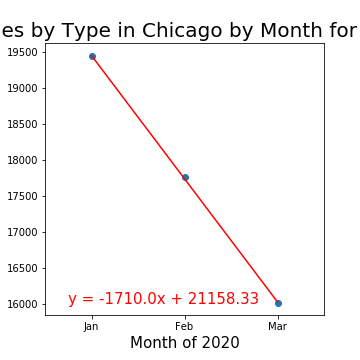 es by Type in Chicago by Month for
19500
19000
18500
18000
17500
17000
16500
16000
y = -1710.0x + 21158.33
Jan Feb Mar
Month of 2020